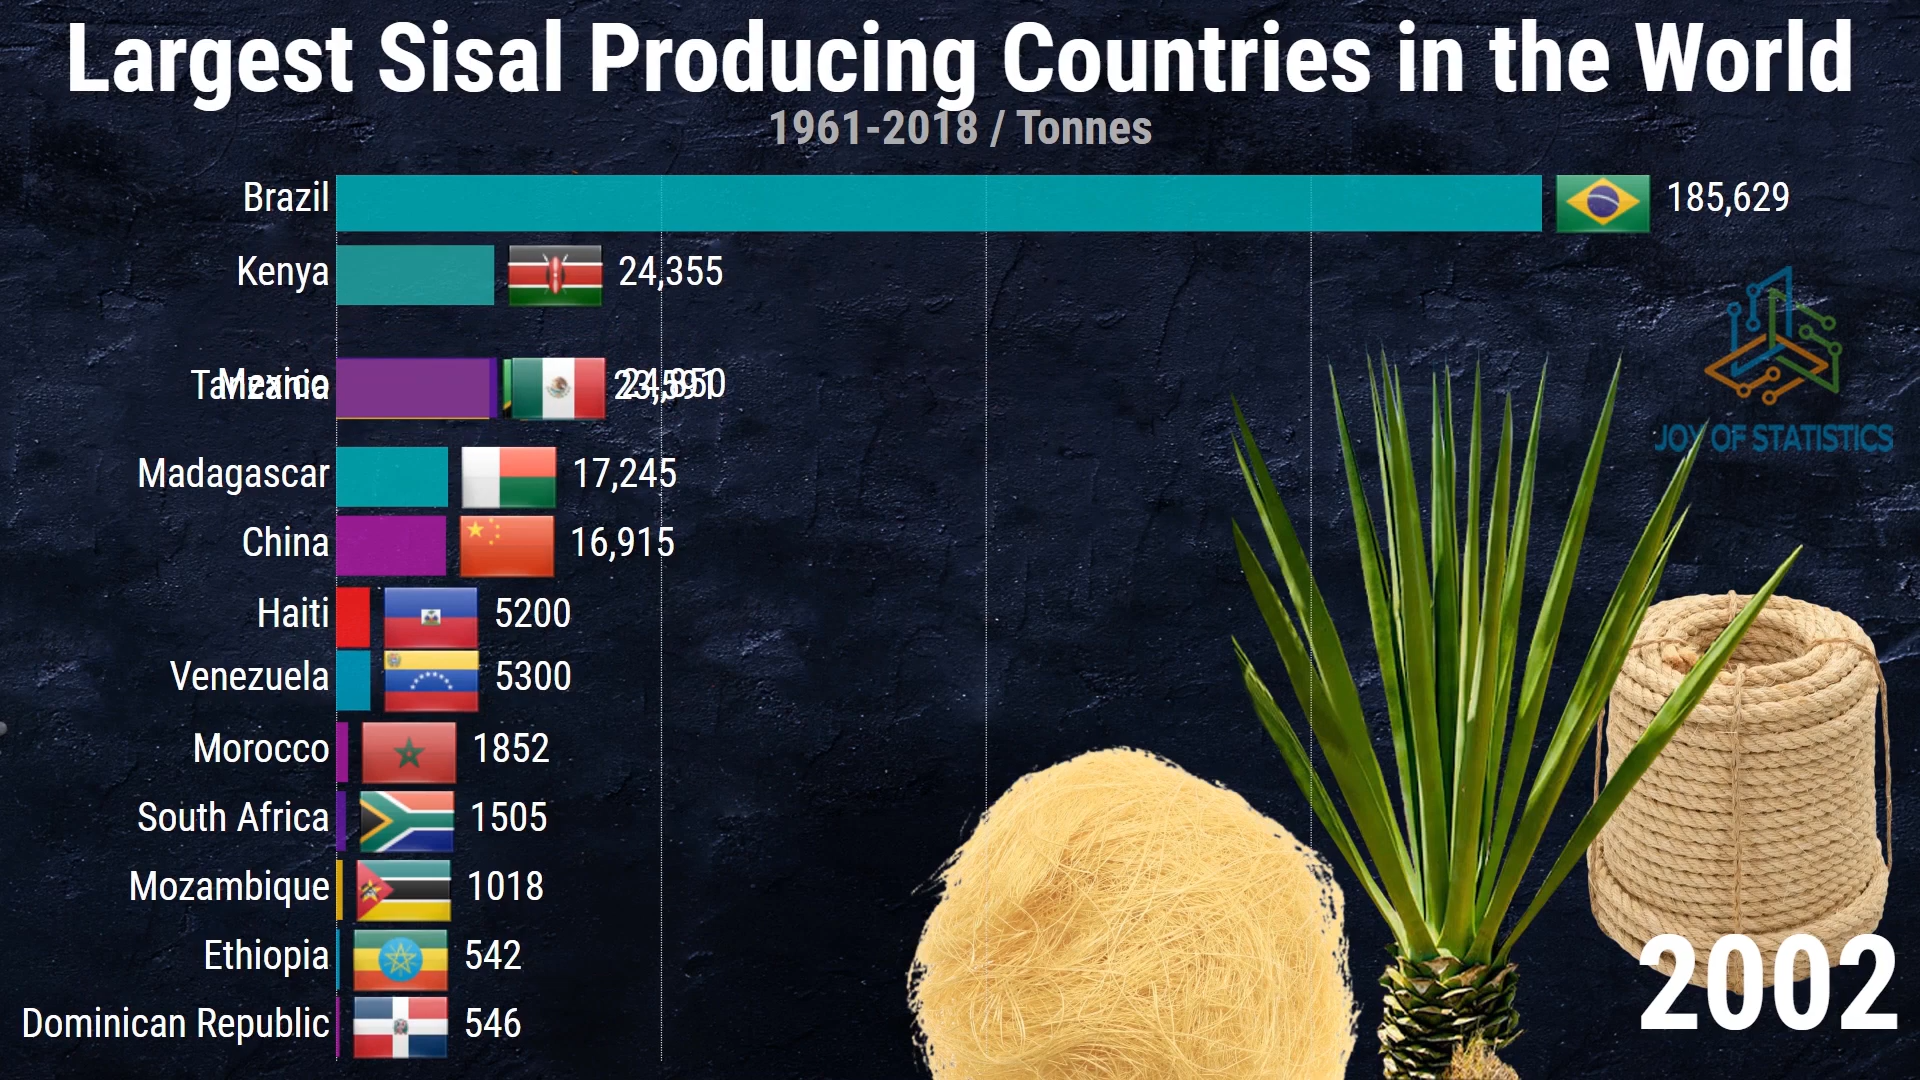 Largest Sisal Producing Countries in the World
1961-2018 / Tonnes
Brazil 185,629
Kenya 24,355
Madagascar 17,245
China 16,915
Haiti 5200
Venezuela 5300
Morocco 1852
South Africa 1505
Mozambique 1018
Ethiopia 542
Dominican Republic 546
JOY OF STATISTICS
2002